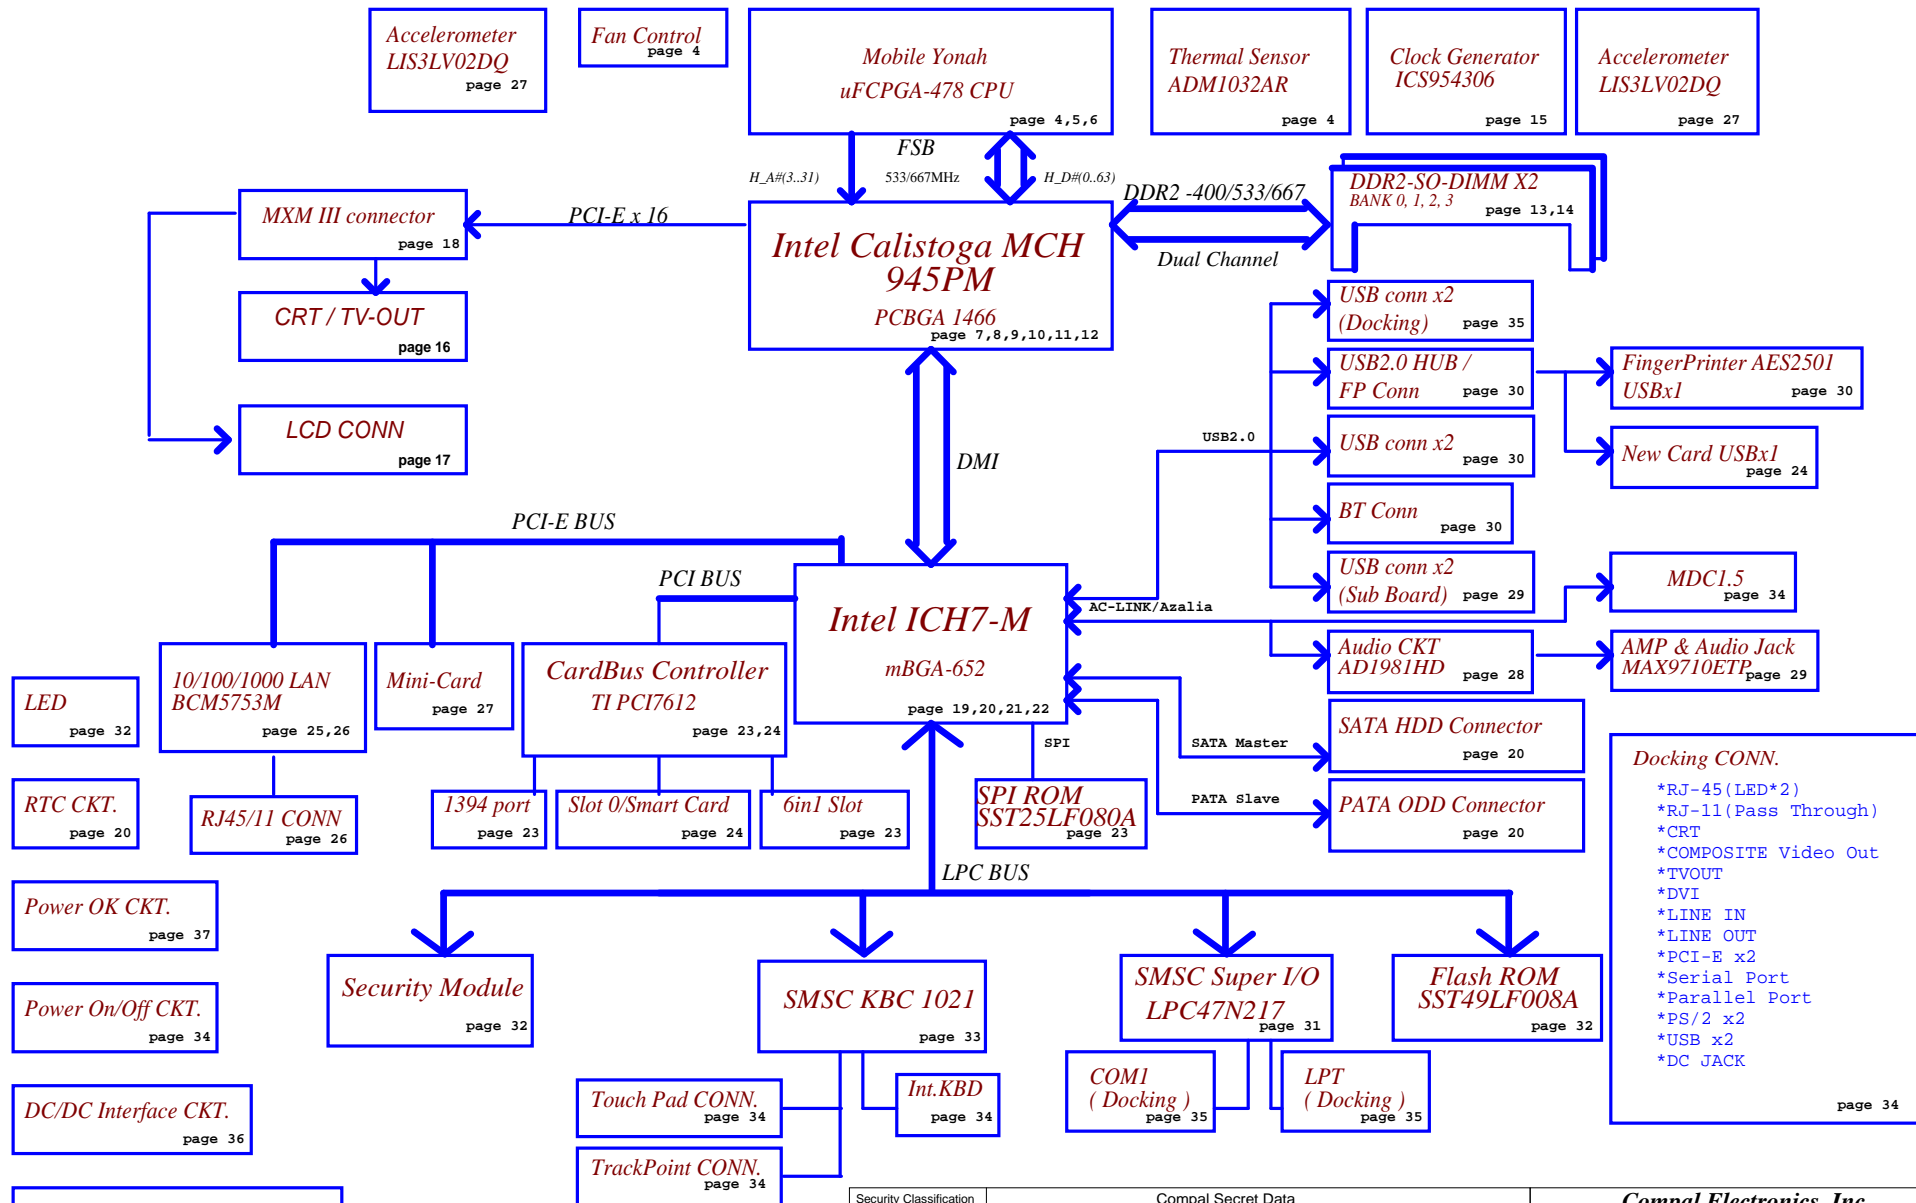 Accelerometer
LIS3LV02DQ
page 27
Fan Control
page 4
Mobile Yonah
uFCPGA-478 CPU
page 4,5,6
Thermal Sensor
ADM1032AR
page 4
Clock Generator
ICS954306
page 15
Accelerometer
LIS3LV02DQ
page 27
FSB
H_A#(3..31)
533/667MHz
H_D#(0..63)
DDR2 -400/533/667
Dual Channel
DDR2-SO-DIMM X2
BANK 0, 1, 2, 3
page 13,14
MXM III connector
page 18
PCI-E x 16
Intel Calistoga MCH
945PM
PCBGA 1466
page 7,8,9,10,11,12
CRT / TV-OUT
page 16
LCD CONN
page 17
DMI
USB2.0
USB conn x2
(Docking)
page 35
USB2.0 HUB /
FP Conn
page 30
FingerPrinter AES2501
USBx1
page 30
USB conn x2
page 30
New Card USBx1
page 24
BT Conn
page 30
USB conn x2
(Sub Board)
page 29
MDC1.5
page 34
PCI-E BUS
PCI BUS
Intel ICH7-M
mBGA-652
page 19,20,21,22
AC-LINK/Azalia
Audio CKT
AD1981HD
page 28
AMP & Audio Jack
MAX9710ETP
page 29
LED
page 32
10/100/1000 LAN
BCM5753M
page 25,26
Mini-Card
page 27
CardBus Controller
TI PCI7612
page 23,24
SPI
SATA Master
SATA HDD Connector
page 20
PATA Slave
PATA ODD Connector
page 20
RTC CKT.
page 20
RJ45/11 CONN
page 26
1394 port
page 23
Slot 0/Smart Card
page 24
6in1 Slot
page 23
SPI ROM
SST25LF080A
page 23
Docking CONN.
*RJ-45(LED*2)
*RJ-11(Pass Through)
*CRT
*COMPOSITE Video Out
*TVOUT
*DVI
*LINE IN
*LINE OUT
*PCI-E x2
*Serial Port
*Parallel Port
*PS/2 x2
*USB x2
*DC JACK
page 34
LPC BUS
Power OK CKT.
page 37
Security Module
page 32
SMSC KBC 1021
page 33
SMSC Super I/O
LPC47N217
page 31
Flash ROM
SST49LF008A
page 32
Power On/Off CKT.
page 34
DC/DC Interface CKT.
page 36
Touch Pad CONN.
page 34
Int.KBD
page 34
COM1
( Docking )
page 35
LPT
( Docking )
page 35
TrackPoint CONN.
page 34
Security Classification
Compal Secret Data
Compal Electronics, Inc.